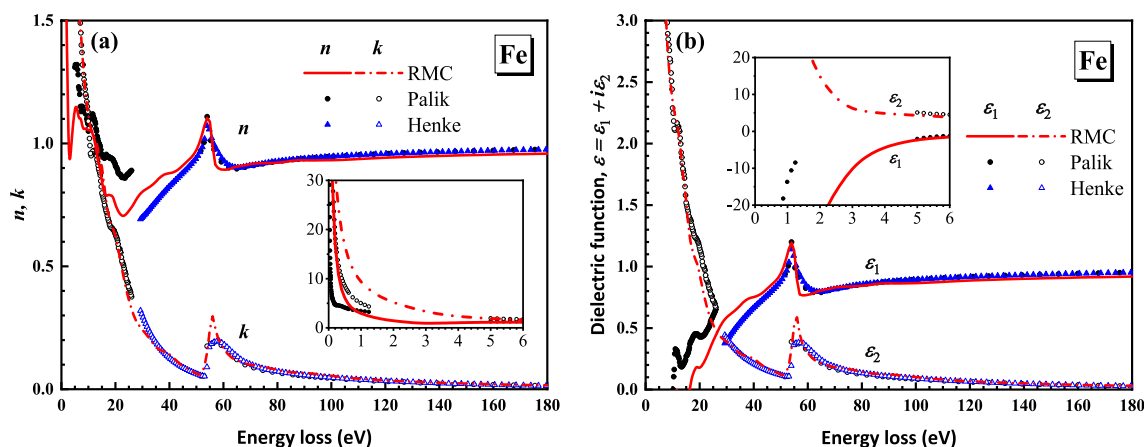 (a)
Fe
n k
RMC
Palik
Henke
n
k
n, k
1.5
1.0
0.5
0.0
0 20 40 60 80 100 120 140 160 180
Energy loss (eV)
30
20
10
0
0 1 2 3 4 5 6
(b)
Fe
ε1 ε2
RMC
Palik
Henke
ε1
ε2
Dielectric function, ε = ε1 + iε2
3.0
2.5
2.0
1.5
1.0
0.5
0.0
0 20 40 60 80 100 120 140 160 180
Energy loss (eV)
20
10
0
-10
-20
0 1 2 3 4 5 6
ε2
ε1